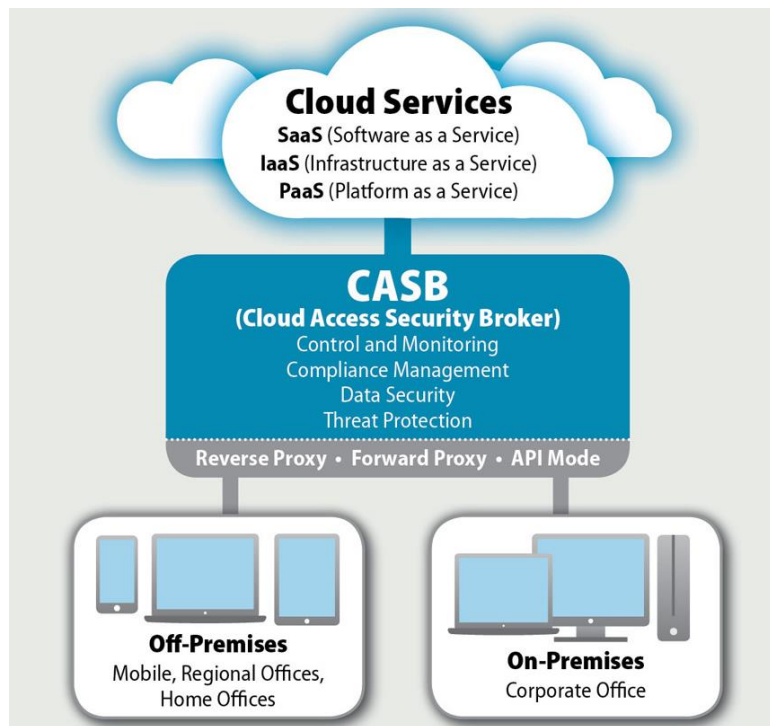 Cloud Services
SaaS (Software as a Service)
IaaS (Infrastructure as a Service)
PaaS (Platform as a Service)
CASB
(Cloud Access Security Broker)
Control and Monitoring
Compliance Management
Data Security
Threat Protection
Reverse Proxy • Forward Proxy • API Mode
Off-Premises
Mobile, Regional Offices,
Home Offices
On-Premises
Corporate Office